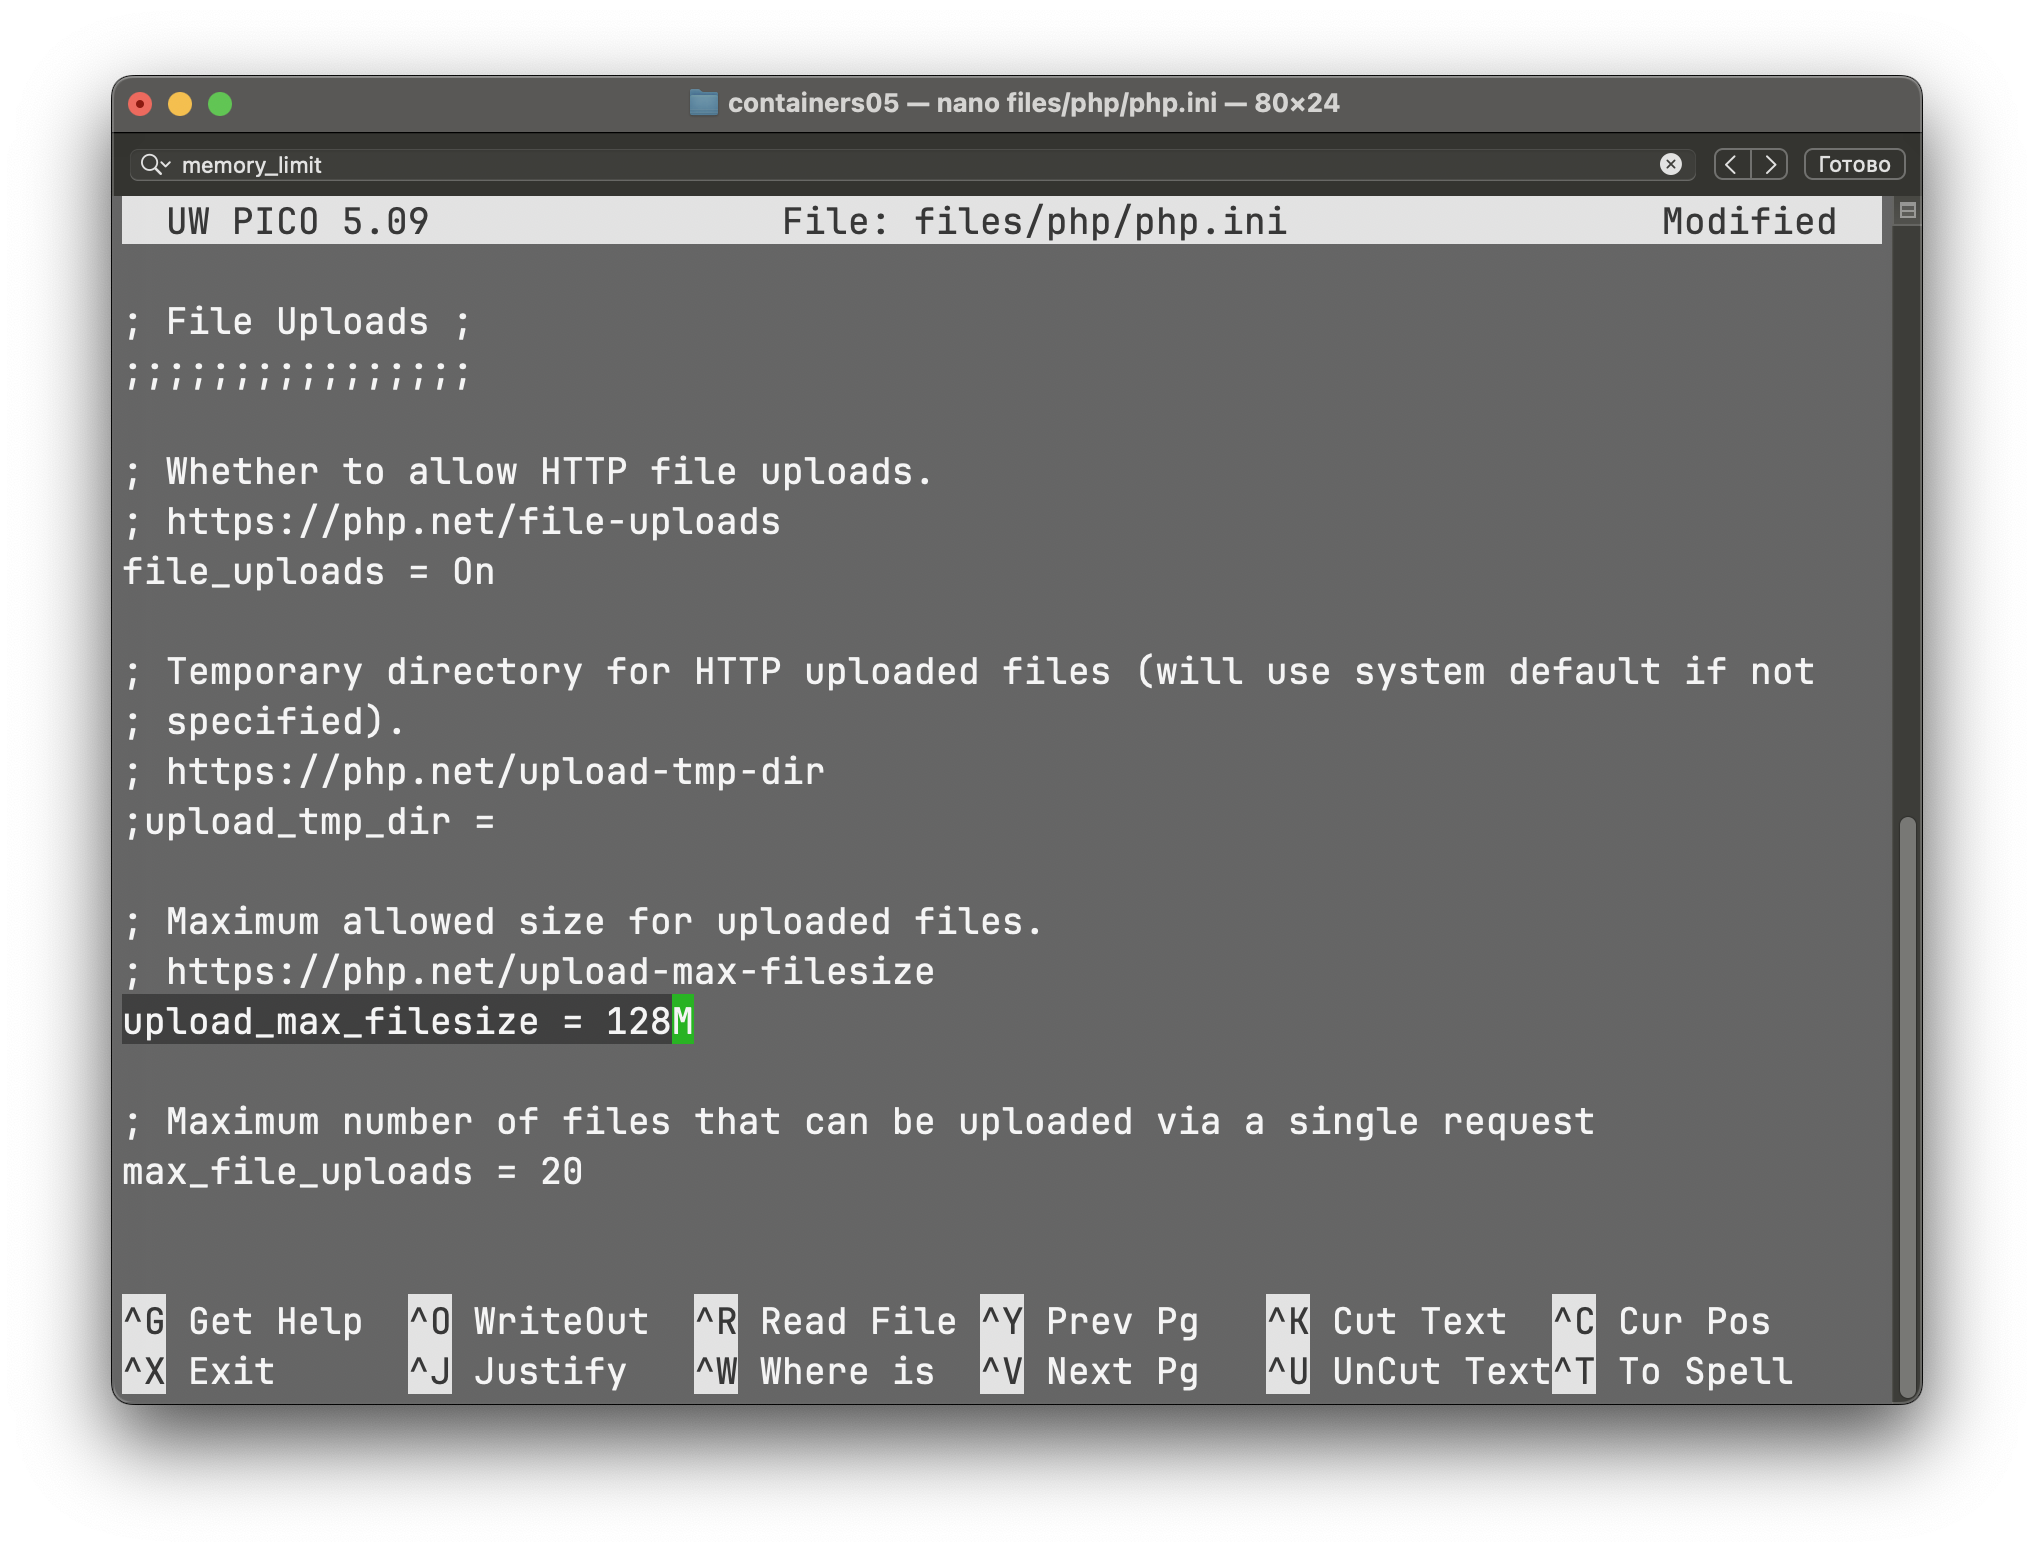 containers05 — nano files/php/php.ini — 80×24
memory_limit
Готово
UW PICO 5.09 File: files/php/php.ini Modified
; File Uploads ;
;;;;;;;;;;;;;;;;
; Whether to allow HTTP file uploads.
; https://php.net/file-uploads
file_uploads = On
; Temporary directory for HTTP uploaded files (will use system default if not
; specified).
; https://php.net/upload-tmp-dir
;upload_tmp_dir =
; Maximum allowed size for uploaded files.
; https://php.net/upload-max-filesize
upload_max_filesize = 128M
; Maximum number of files that can be uploaded via a single request
max_file_uploads = 20
^G Get Help ^O WriteOut ^R Read File ^Y Prev Pg ^K Cut Text ^C Cur Pos
^X Exit ^J Justify ^W Where is ^V Next Pg ^U UnCut Text ^T To Spell